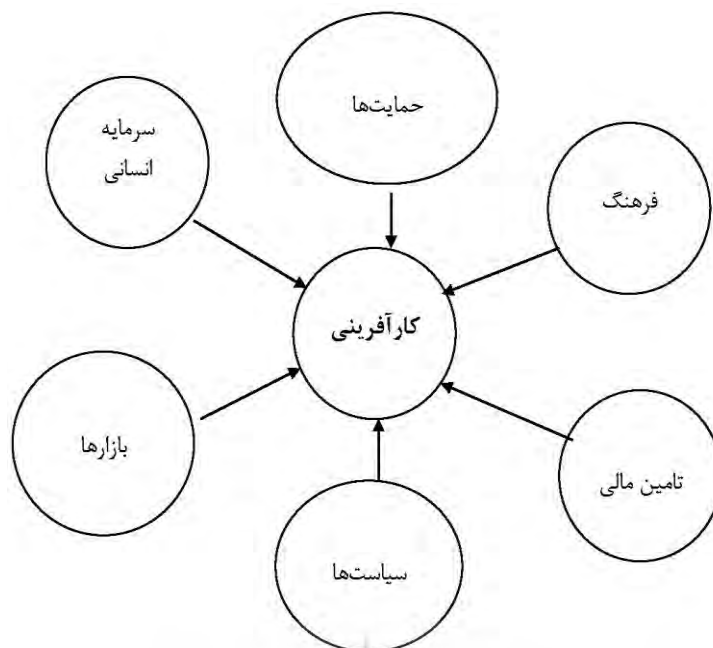 حمایت‌ها
سرمایه
انسانی
فرهنگ
کارآفرینی
بازارها
تامین مالی
سیاست‌ها